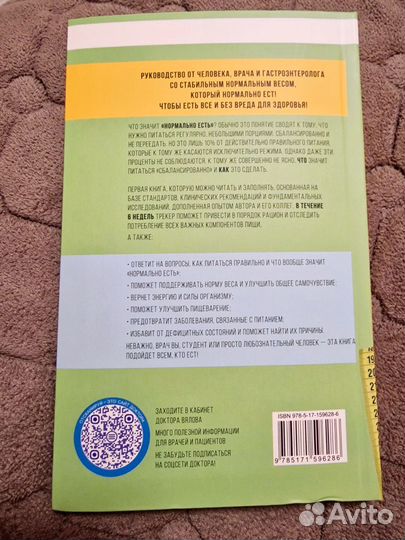 РУКОВОДСТВО ОТ ЧЕЛОВЕКА, ВРАЧА И ГАСТРОЭНТЕРОЛОГА
СО СТАБИЛЬНЫМ НОРМАЛЬНЫМ ВЕСОМ,
КОТОРЫЙ НОРМАЛЬНО ЕСТ!
ЧТОБЫ ЕСТЬ ВСЕ И БЕЗ ВРЕДА ДЛЯ ЗДОРОВЬЯ!
ЧТО ЗНАЧИТ «НОРМАЛЬНО ЕСТЬ»? ОБЫЧНО ЭТО ПОНЯТИЕ СВОДЯТ К ТОМУ, ЧТО
НУЖНО ПИТАТЬСЯ РЕГУЛЯРНО, НЕБОЛЬШИМИ ПОРЦИЯМИ, СБАЛАНСИРОВАННО И
НЕ ПЕРЕЕДАТЬ. НО ЭТО ЛИШЬ 10% ОТ ДЕЙСТВИТЕЛЬНО ПРАВИЛЬНОГО ПИТАНИЯ,
КОТОРЫЕ К ТОМУ ЖЕ КАСАЮТСЯ ИСКЛЮЧИТЕЛЬНО РЕЖИМА. ОДНАКО ДАЖЕ ЭТИ
ПРОЦЕНТЫ НЕ СОБЛЮДАЮТСЯ, К ТОМУ ЖЕ СОВЕРШЕННО НЕ ЯСНО, ЧТО ЗНАЧИТ
ПИТАТЬСЯ «СБАЛАНСИРОВАННО» И КАК ЭТО СДЕЛАТЬ.
ПЕРВАЯ КНИГА, КОТОРУЮ МОЖНО ЧИТАТЬ И ЗАПОЛНЯТЬ, ОСНОВАННАЯ НА
БАЗЕ СТАНДАРТОВ, КЛИНИЧЕСКИХ РЕКОМЕНДАЦИЙ И ФУНДАМЕНТАЛЬНЫХ
ИССЛЕДОВАНИЙ, ДОПОЛНЕННАЯ ОПЫТОМ АВТОРА И ЕГО КОЛЛЕГ. В ТЕЧЕНИЕ
6 НЕДЕЛЬ ТРЕКЕР ПОМОЖЕТ ПРИВЕСТИ В ПОРЯДОК РАЦИОН И ОТСЛЕДИТЬ
ПОТРЕБЛЕНИЕ ВСЕХ ВАЖНЫХ КОМПОНЕНТОВ ПИЩИ.
А ТАКЖЕ:
• ОТВЕТИТ НА ВОПРОСЫ, КАК ПИТАТЬСЯ ПРАВИЛЬНО И ЧТО ВООБЩЕ ЗНАЧИТ
«НОРМАЛЬНО ЕСТЬ»;
• ПОМОЖЕТ ПОДДЕРЖИВАТЬ НОРМУ ВЕСА И УЛУЧШИТЬ ОБЩЕЕ САМОЧУВСТВИЕ;
• ВЕРНЕТ ЭНЕРГИЮ И СИЛЫ ОРГАНИЗМУ;
• ПОМОЖЕТ УЛУЧШИТЬ ПИЩЕВАРЕНИЕ;
• ПРЕДОТВРАТИТ ЗАБОЛЕВАНИЯ, СВЯЗАННЫЕ С ПИТАНИЕМ;
• ИЗБАВИТ ОТ ДЕФИЦИТНЫХ СОСТОЯНИЙ И ПОМОЖЕТ НАЙТИ ИХ ПРИЧИНЫ.
НЕВАЖНО, ВРАЧ ВЫ, СТУДЕНТ ИЛИ ПРОСТО ЛЮБОЗНАТЕЛЬНЫЙ ЧЕЛОВЕК — ЭТА КНИГА
ПОДОЙДЕТ ВСЕМ, КТО ЕСТ!
ЗАХОДИТЕ В КАБИНЕТ
ДОКТОРА ВЯЛОВА
МНОГО ПОЛЕЗНОЙ ИНФОРМАЦИИ
ДЛЯ ВРАЧЕЙ И ПАЦИЕНТОВ
НЕ ЗАБУДЬТЕ ПОДПИСАТЬСЯ
НА СОЦСЕТИ ДОКТОРА!
ISBN 978-5-17-159628-6
9 785171 596286
19
20
21
Avito